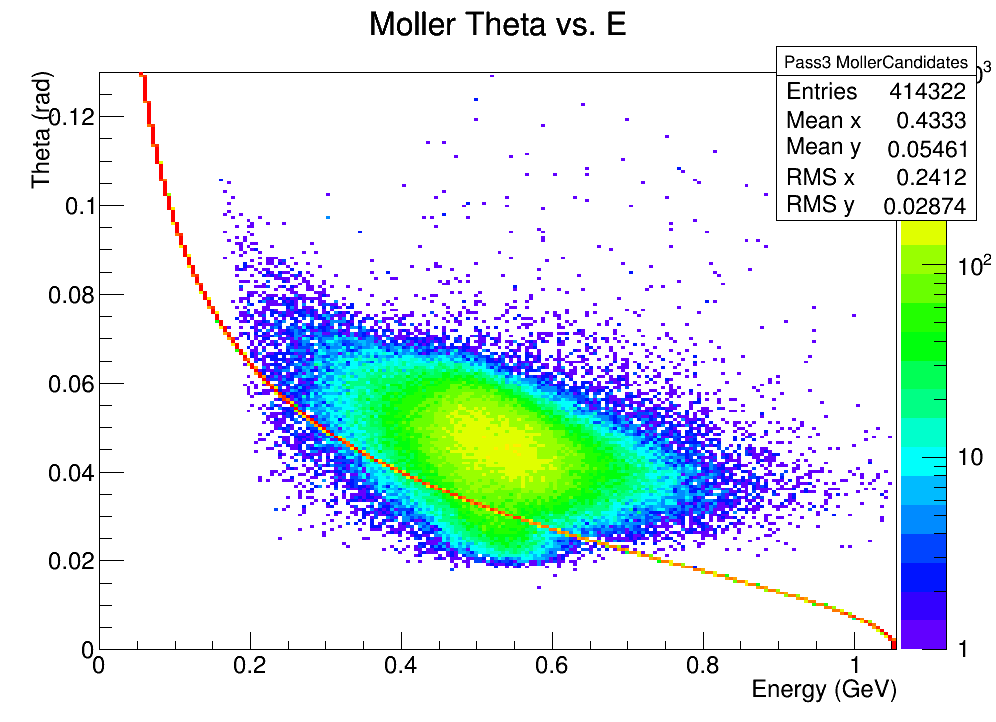 Moller Theta vs. E
Pass3 MollerCandidates
Entries 414322
Mean x 0.4333
Mean y 0.05461
RMS x 0.2412
RMS y 0.02874
Theta (rad)
0.12
0.1
0.08
0.06
0.04
0.02
0
0 0.2 0.4 0.6 0.8 1
Energy (GeV)
10²
10
1